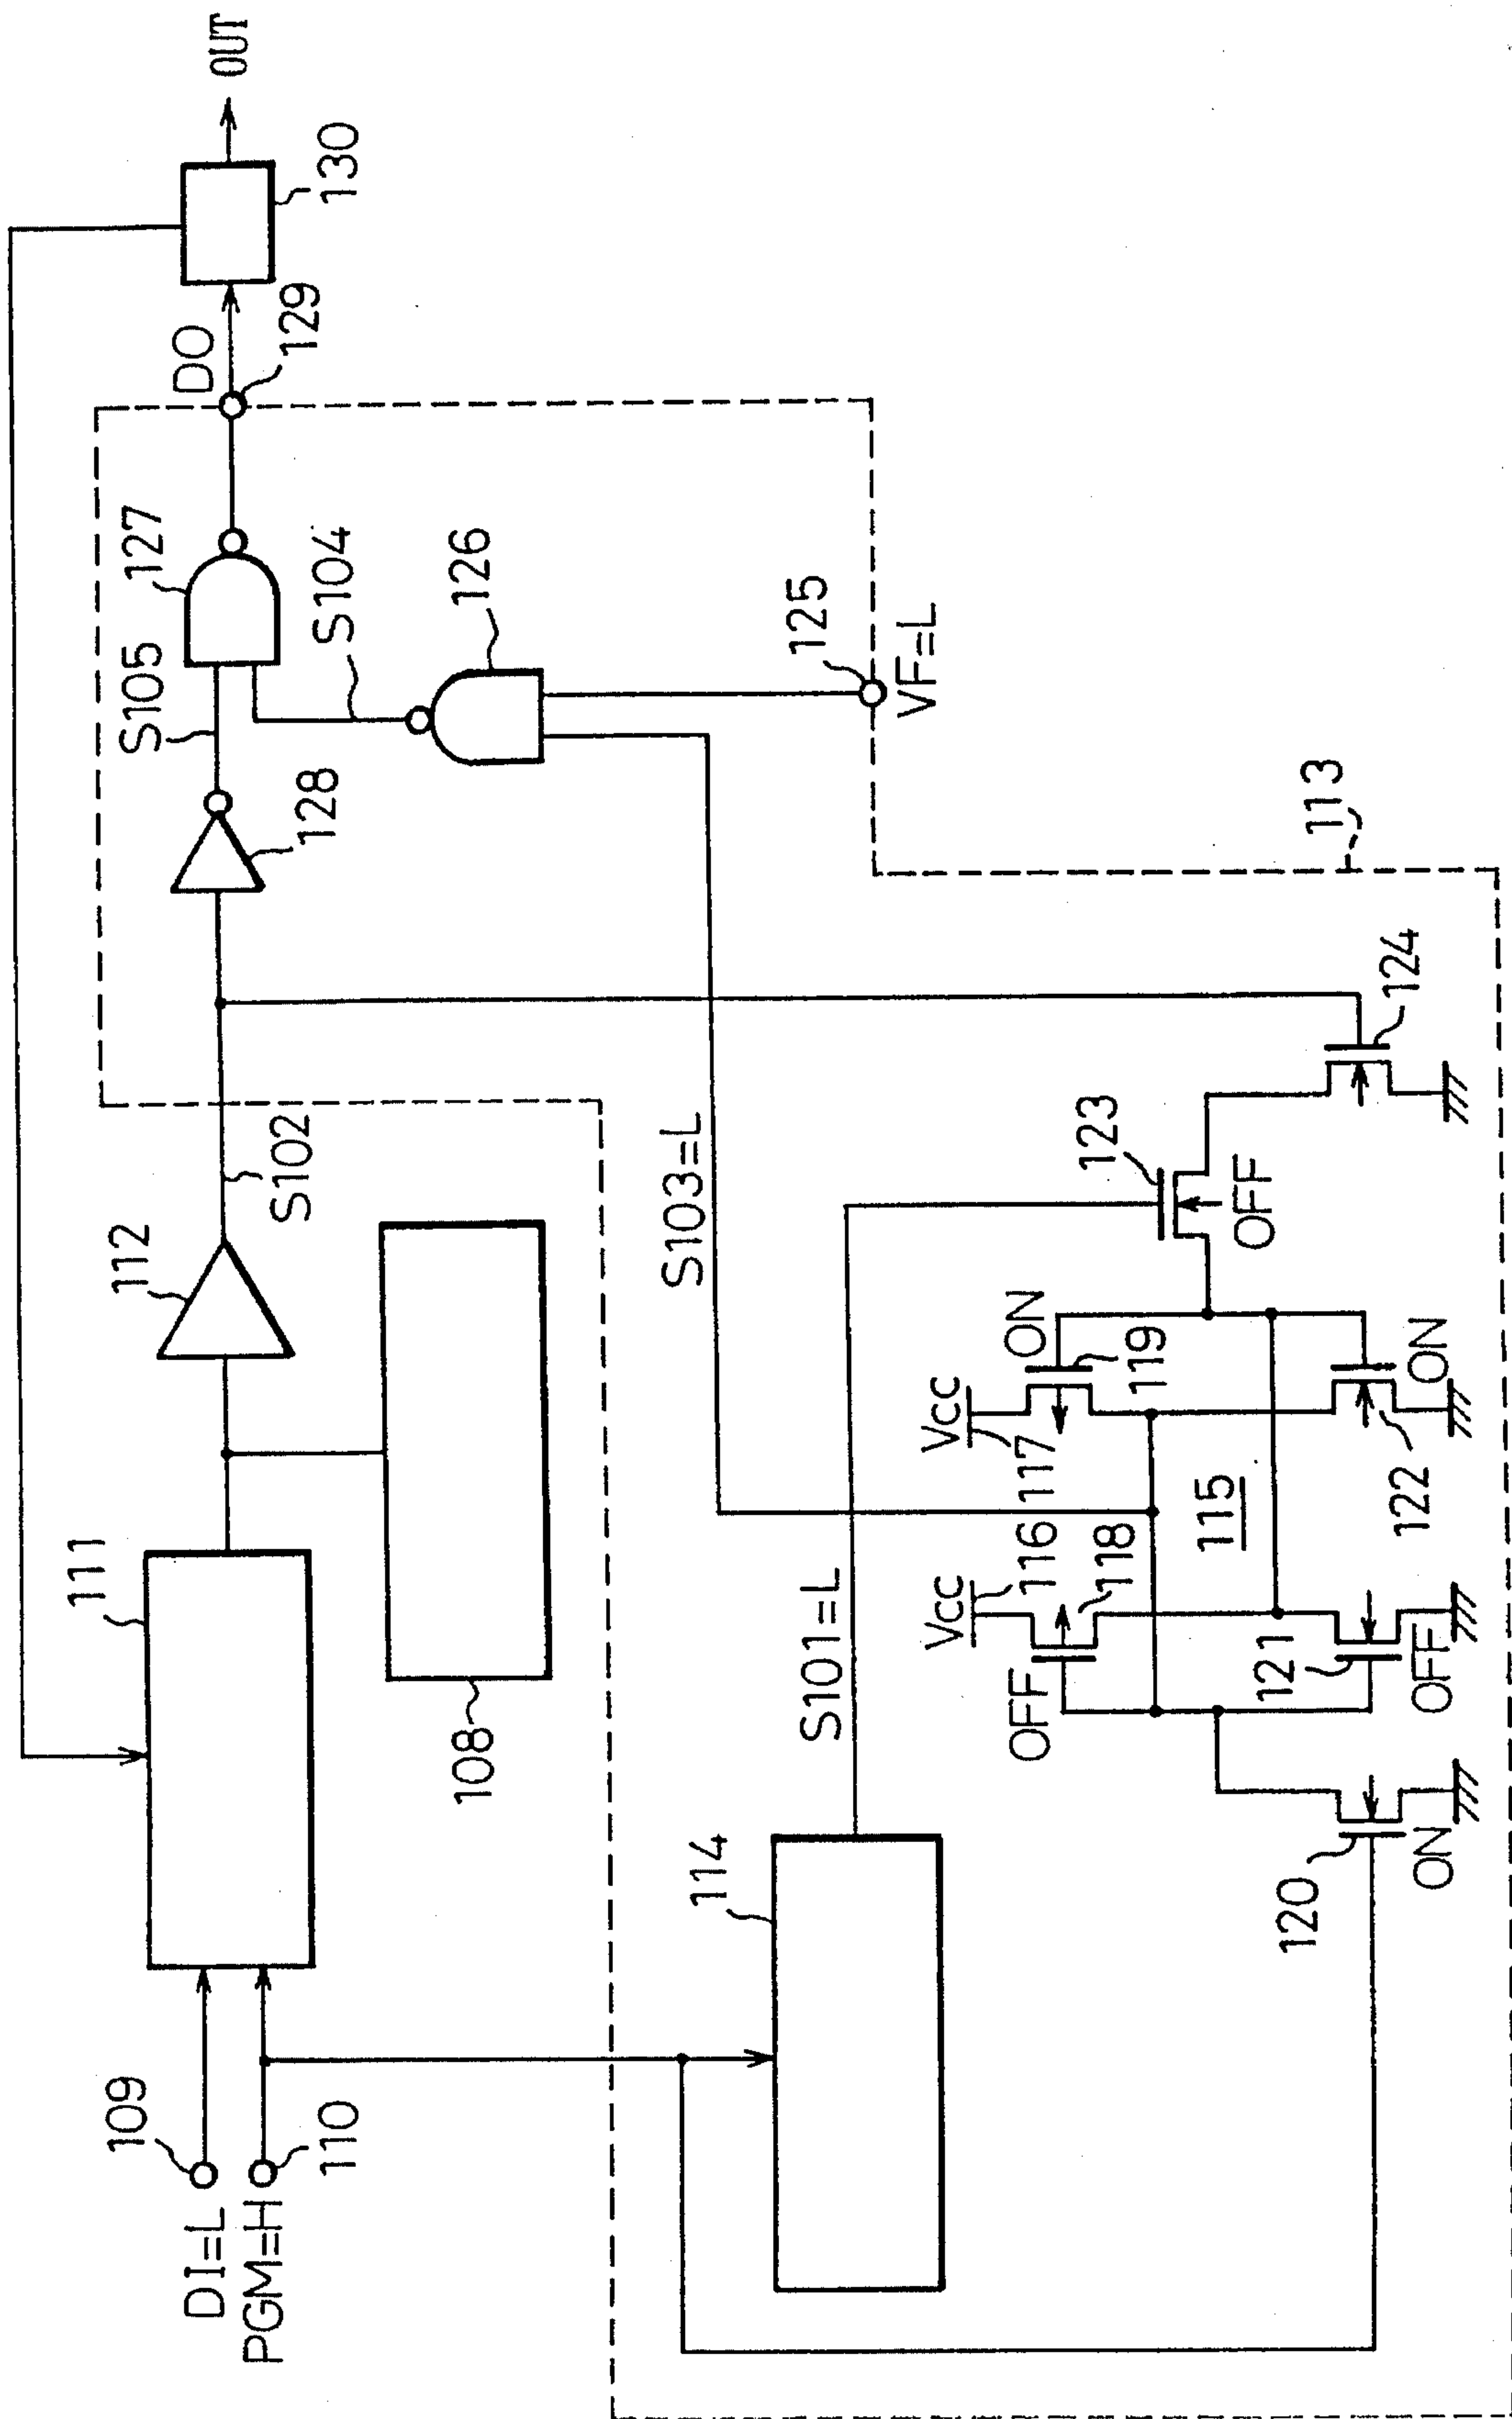 OUT
130
DO
129
127
S104
126
S105
125
VF=L
128
113
124
S102
123
OFF
112
S103=L
ON
119
VCC
117
ON
122
115
111
116
118
VCC
S101=L
OFF
121
OFF
108
114
120
ON
109
110
DI=L
PGM=H